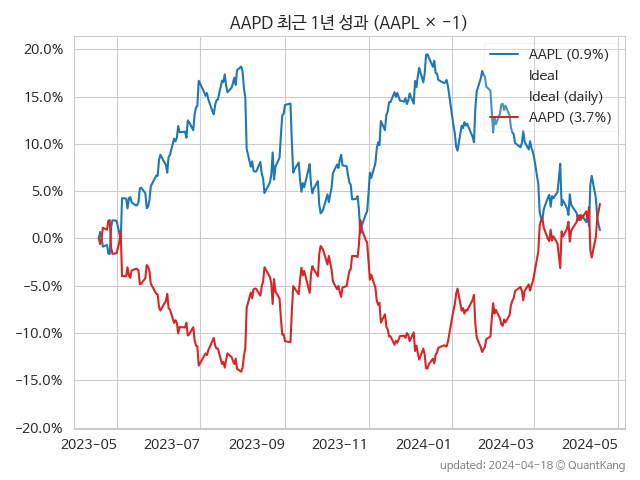 AAPD 최근 1년 성과 (AAPL × −1)
AAPL (0.9%)
Ideal
Ideal (daily)
AAPD (3.7%)
20.0%
15.0%
10.0%
5.0%
0.0%
−5.0%
−10.0%
−15.0%
−20.0%
2023-05 2023-07 2023-09 2023-11 2024-01 2024-03 2024-05
updated: 2024-04-18 © QuantKang